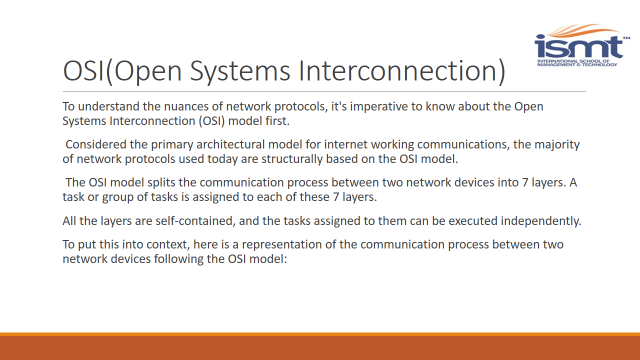 ismt™
INTERNATIONAL SCHOOL OF
MANAGEMENT & TECHNOLOGY
OSI(Open Systems Interconnection)
To understand the nuances of network protocols, it's imperative to know about the Open
Systems Interconnection (OSI) model first.
Considered the primary architectural model for internet working communications, the majority
of network protocols used today are structurally based on the OSI model.
The OSI model splits the communication process between two network devices into 7 layers. A
task or group of tasks is assigned to each of these 7 layers.
All the layers are self-contained, and the tasks assigned to them can be executed independently.
To put this into context, here is a representation of the communication process between two
network devices following the OSI model: